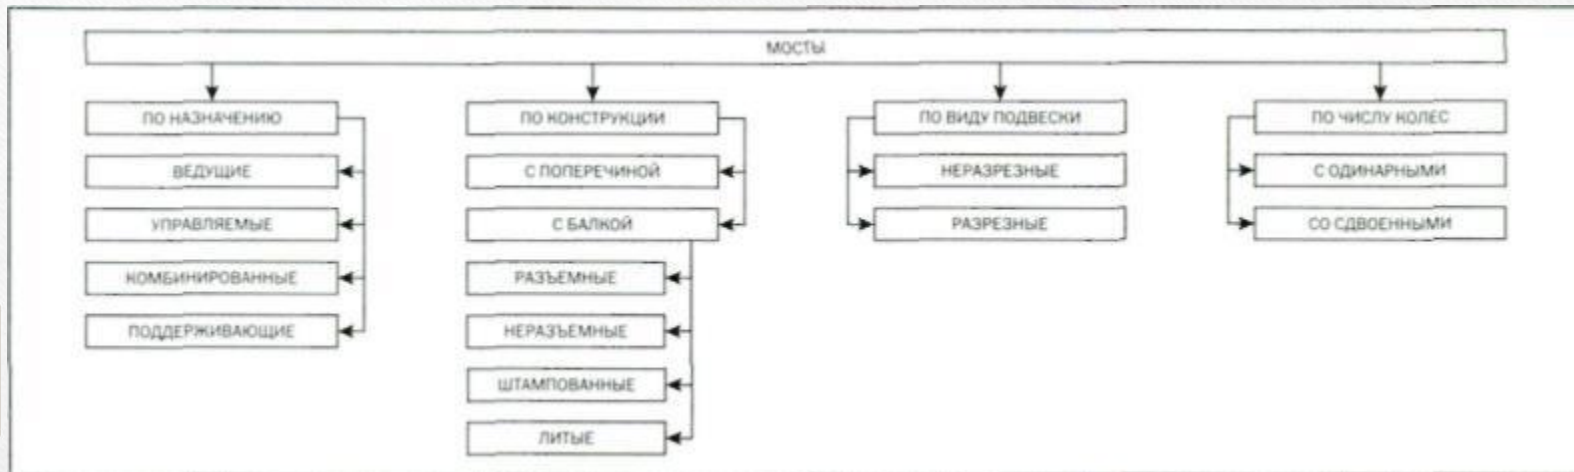 МОСТЫ
ПО НАЗНАЧЕНИЮ
ВЕДУЩИЕ
УПРАВЛЯЕМЫЕ
КОМБИНИРОВАННЫЕ
ПОДДЕРЖИВАЮЩИЕ
ПО КОНСТРУКЦИИ
С ПОПЕРЕЧИНОЙ
С БАЛКОЙ
РАЗЪЕМНЫЕ
НЕРАЗЪЕМНЫЕ
ШТАМПОВАННЫЕ
ЛИТЫЕ
ПО ВИДУ ПОДВЕСКИ
НЕРАЗРЕЗНЫЕ
РАЗРЕЗНЫЕ
ПО ЧИСЛУ КОЛЕС
С ОДИНАРНЫМИ
СО СДВОЕННЫМИ